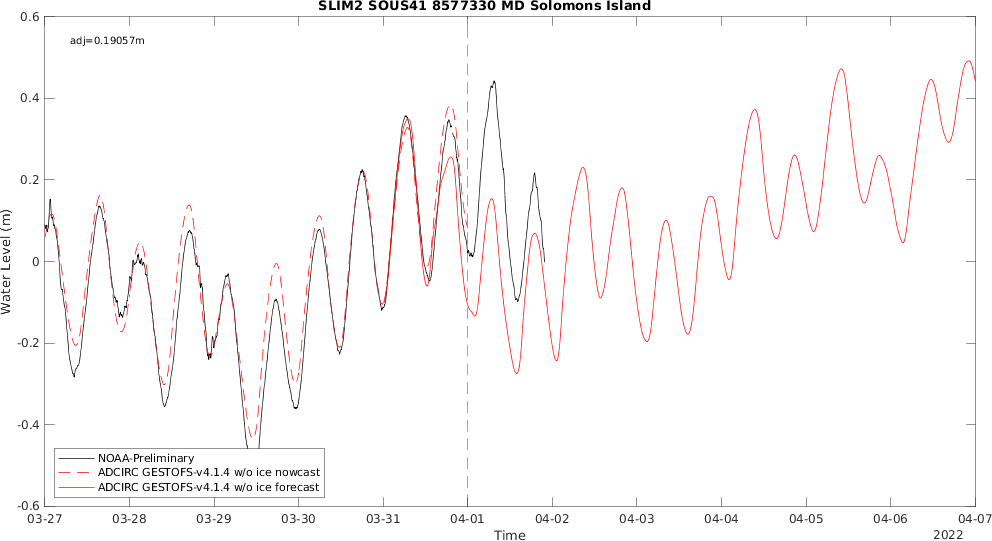 SLIM2 SOUS41 8577330 MD Solomons Island
adj=0.19057m
0.6
0.4
0.2
0
-0.2
-0.4
-0.6
Water Level (m)
NOAA-Preliminary
ADCIRC GESTOFS-v4.1.4 w/o ice nowcast
ADCIRC GESTOFS-v4.1.4 w/o ice forecast
03-27 03-28 03-29 03-30 03-31 04-01 04-02 04-03 04-04 04-05 04-06 04-07
Time
2022